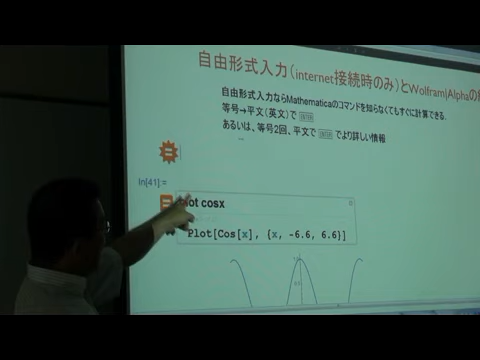 自由形式入力(internet接続時のみ)とWolfram|Alphaの
自由形式入力ならMathematicaのコマンドを知らなくてもすぐに計算できる.
等号→平文(英文)で
あるいは、等号2回、平文で でより詳しい情報
...
In[41]:=
plot cosx
Plot[Cos[x], {x, -6.6, 6.6}]